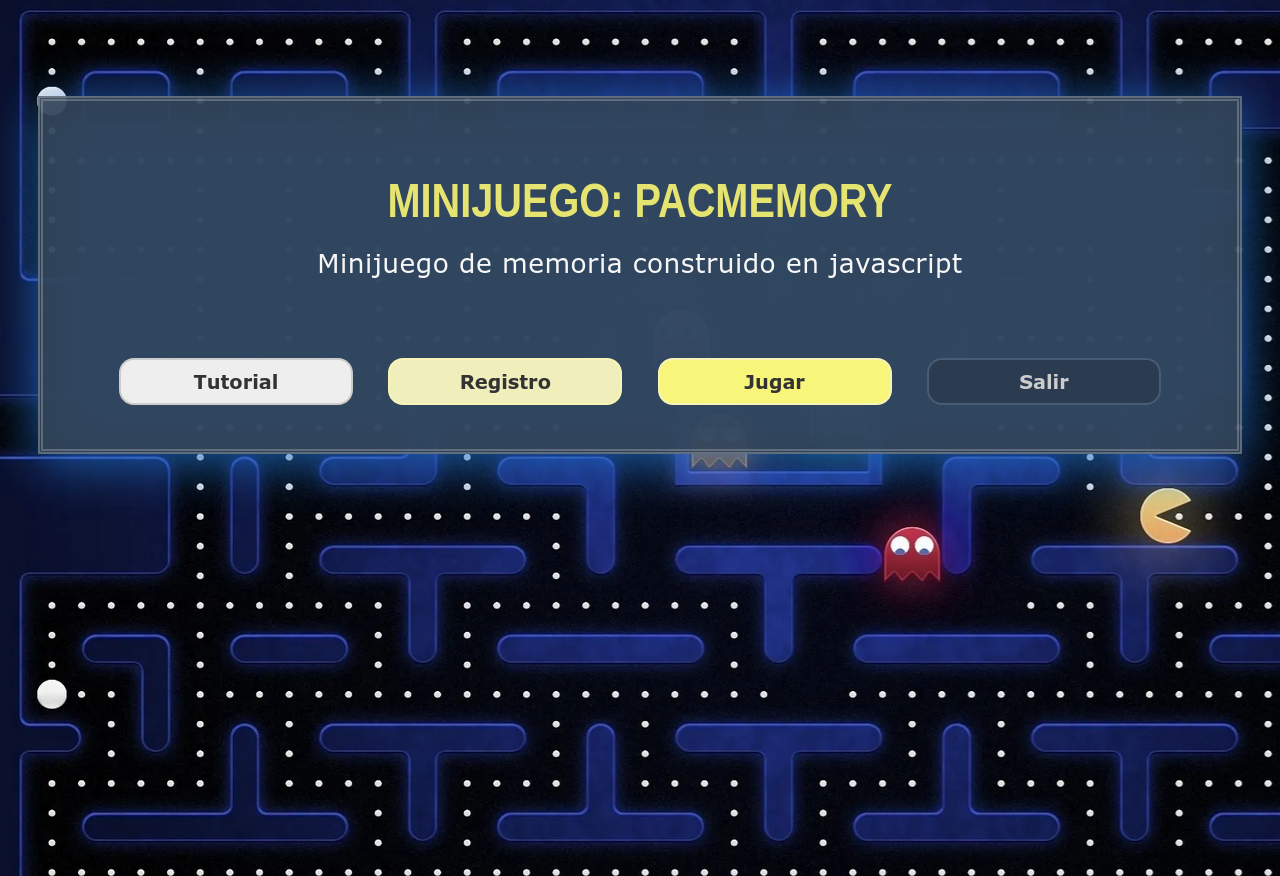 MINIJUEGO: PACMEMORY
Minijuego de memoria construido en javascript
Tutorial
Registro
Jugar
Salir